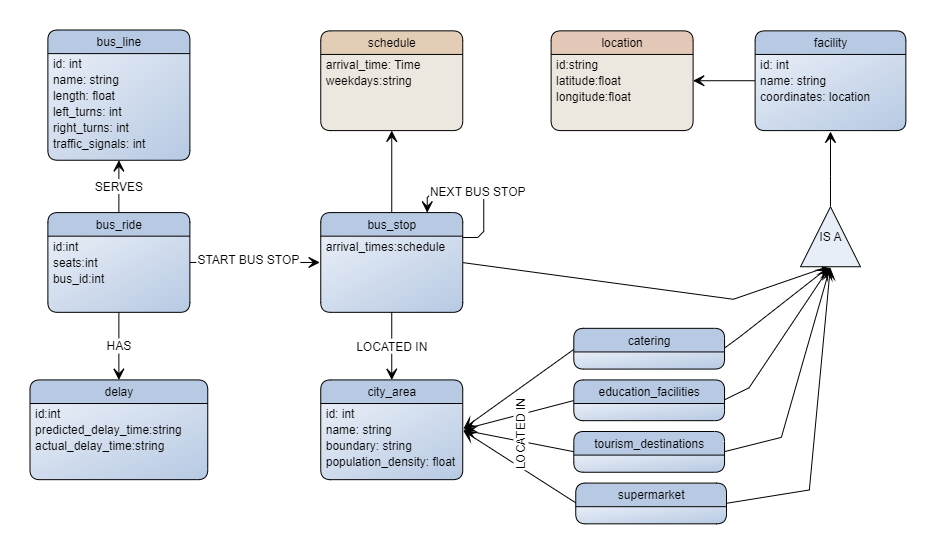 bus_line
id: int
name: string
length: float
left_turns: int
right_turns: int
traffic_signals: int
schedule
arrival_time: Time
weekdays:string
location
id:string
latitude:float
longitude:float
facility
id: int
name: string
coordinates: location
SERVES
NEXT BUS STOP
bus_ride
id:int
seats:int
bus_id:int
START BUS STOP
bus_stop
arrival_times:schedule
IS A
HAS
LOCATED IN
delay
id:int
predicted_delay_time:string
actual_delay_time:string
city_area
id: int
name: string
boundary: string
population_density: float
LOCATED IN
catering
education_facilities
tourism_destinations
supermarket